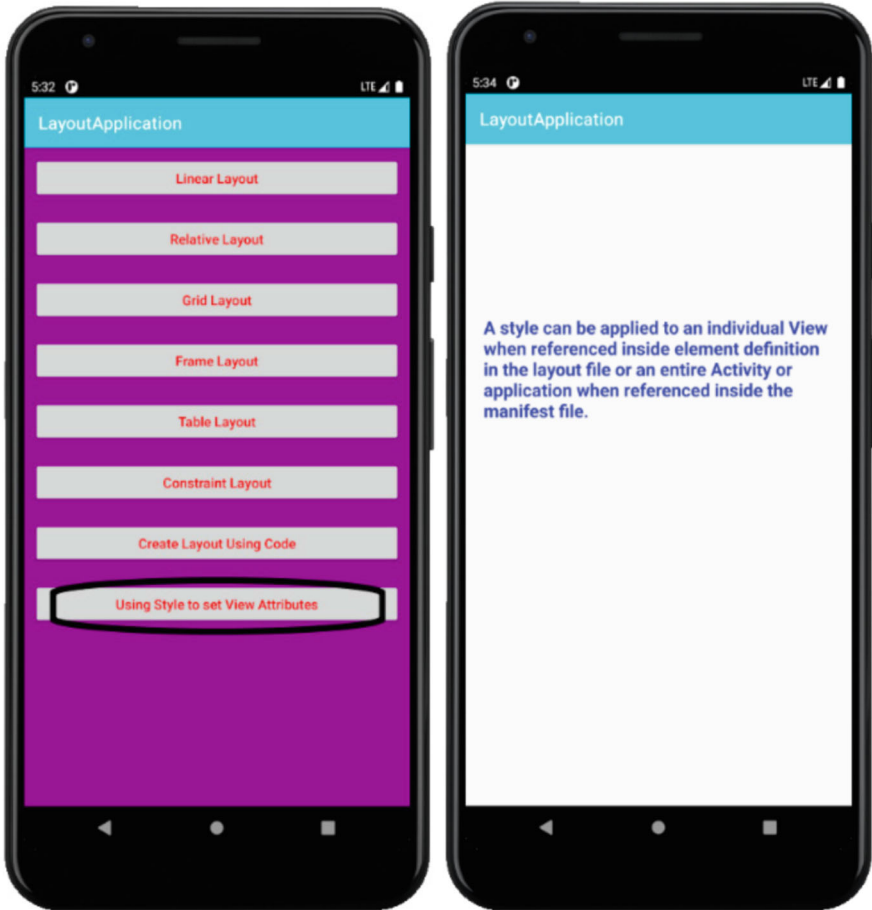 5:32 LTE
LayoutApplication
Linear Layout
Relative Layout
Grid Layout
Frame Layout
Table Layout
Constraint Layout
Create Layout Using Code
Using Style to set View Attributes
5:34 LTE
LayoutApplication
A style can be applied to an individual View
when referenced inside element definition
in the layout file or an entire Activity or
application when referenced inside the
manifest file.